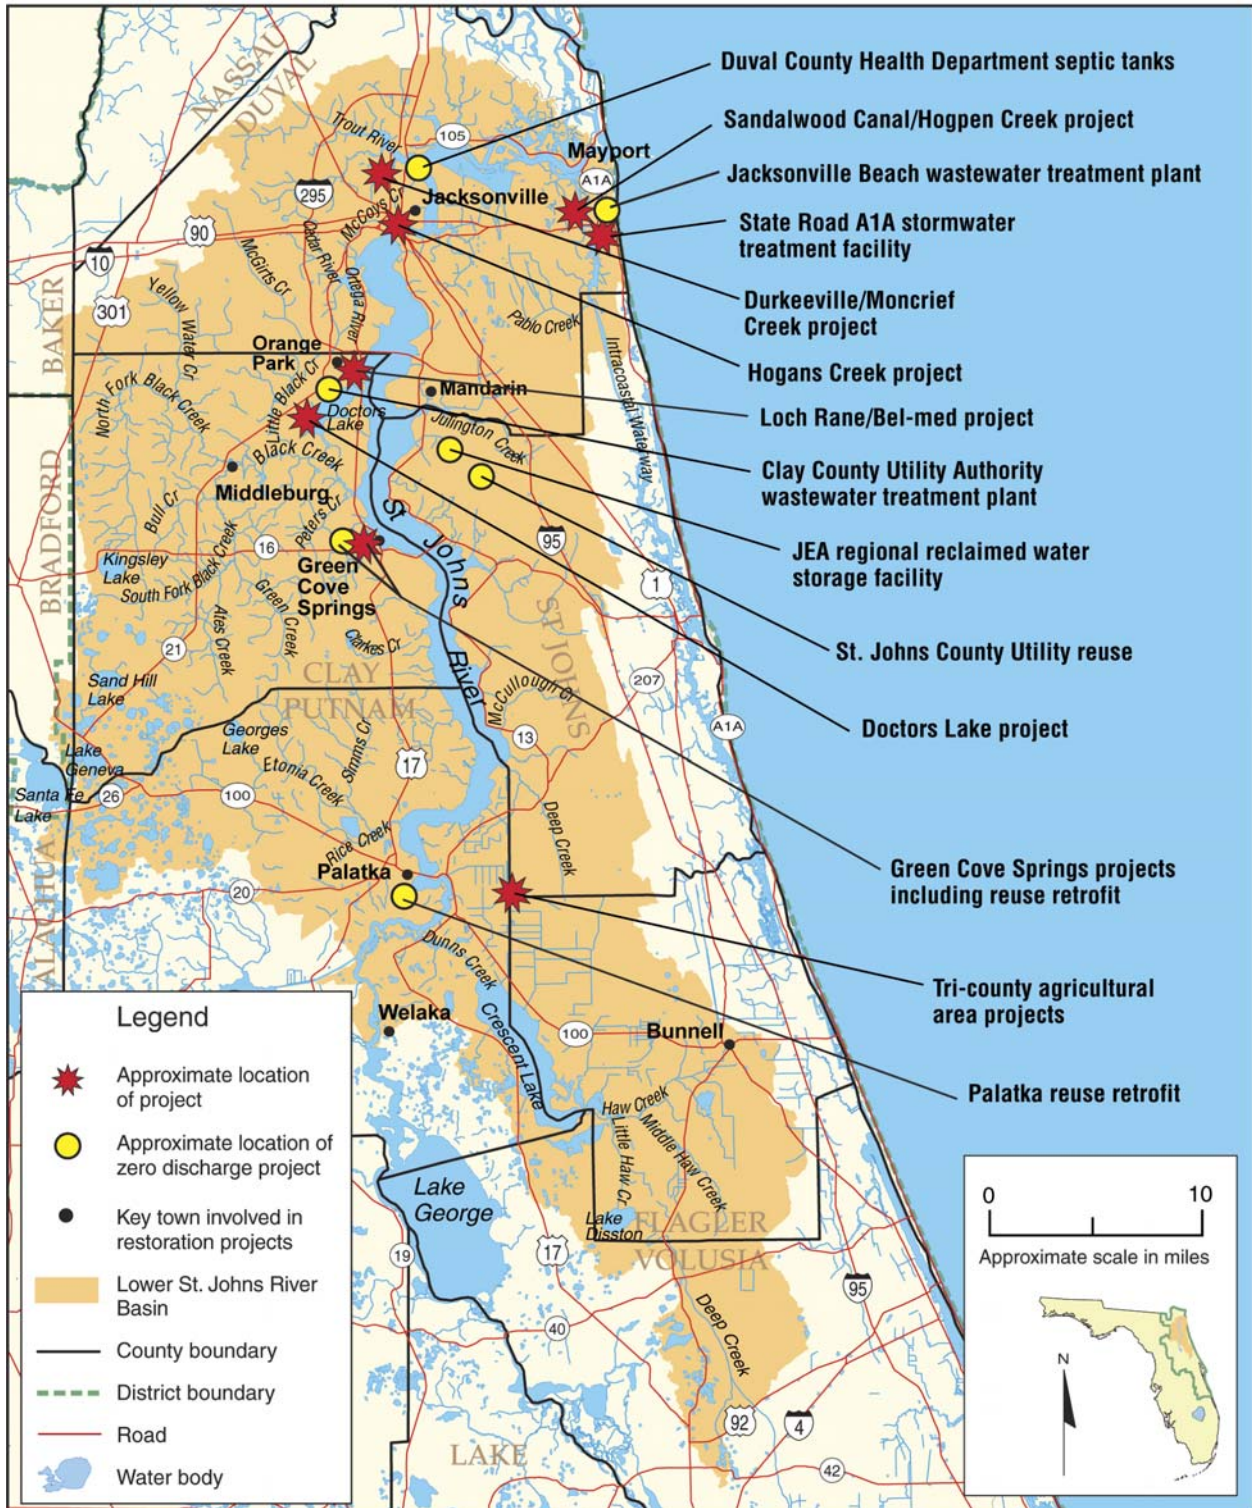 NASSAU
DUVAL
Trout River
105
Mayport
A1A
295
Jacksonville
McCoys Cr
90
10
Cedar River
McGirts Cr
Ortega River
301
BAKER
Yellow Water Cr
Pablo Creek
Orange
Park
Mandarin
North Fork Black Creek
Little Black Cr
Doctors
Lake
Julington Creek
Intracoastal Waterway
Black Creek
Middleburg
BRADFORD
Bull Cr
Peters Cr
St Johns River
16
95
Kingsley
Lake
South Fork Black Creek
Green
Cove
Springs
1
Green Creek
Ates Creek
Clarkes Cr
ST JOHNS
21
CLAY
PUTNAM
207
Sand Hill
Lake
McCullough Cr
A1A
Georges
Lake
Simms Cr
13
Lake
Geneva
Etonia Creek
17
Santa Fe
Lake
26
100
Deep Creek
Rice Creek
ALACHUA
Palatka
20
Dunns Creek
Welaka
Crescent Lake
100
Bunnell
Haw Creek
Little Haw Cr
Middle Haw Creek
Lake
George
Lake
Disston
FLAGLER
VOLUSIA
19
17
95
40
Deep Creek
92
4
LAKE
42
Duval County Health Department septic tanks
Sandalwood Canal/Hogpen Creek project
Jacksonville Beach wastewater treatment plant
State Road A1A stormwater
treatment facility
Durkeeville/Moncrief
Creek project
Hogans Creek project
Loch Rane/Bel-med project
Clay County Utility Authority
wastewater treatment plant
JEA regional reclaimed water
storage facility
St. Johns County Utility reuse
Doctors Lake project
Green Cove Springs projects
including reuse retrofit
Tri-county agricultural
area projects
Palatka reuse retrofit
Legend
Approximate location
of project
Approximate location of
zero discharge project
Key town involved in
restoration projects
Lower St. Johns River
Basin
County boundary
District boundary
Road
Water body
0 10
Approximate scale in miles
N